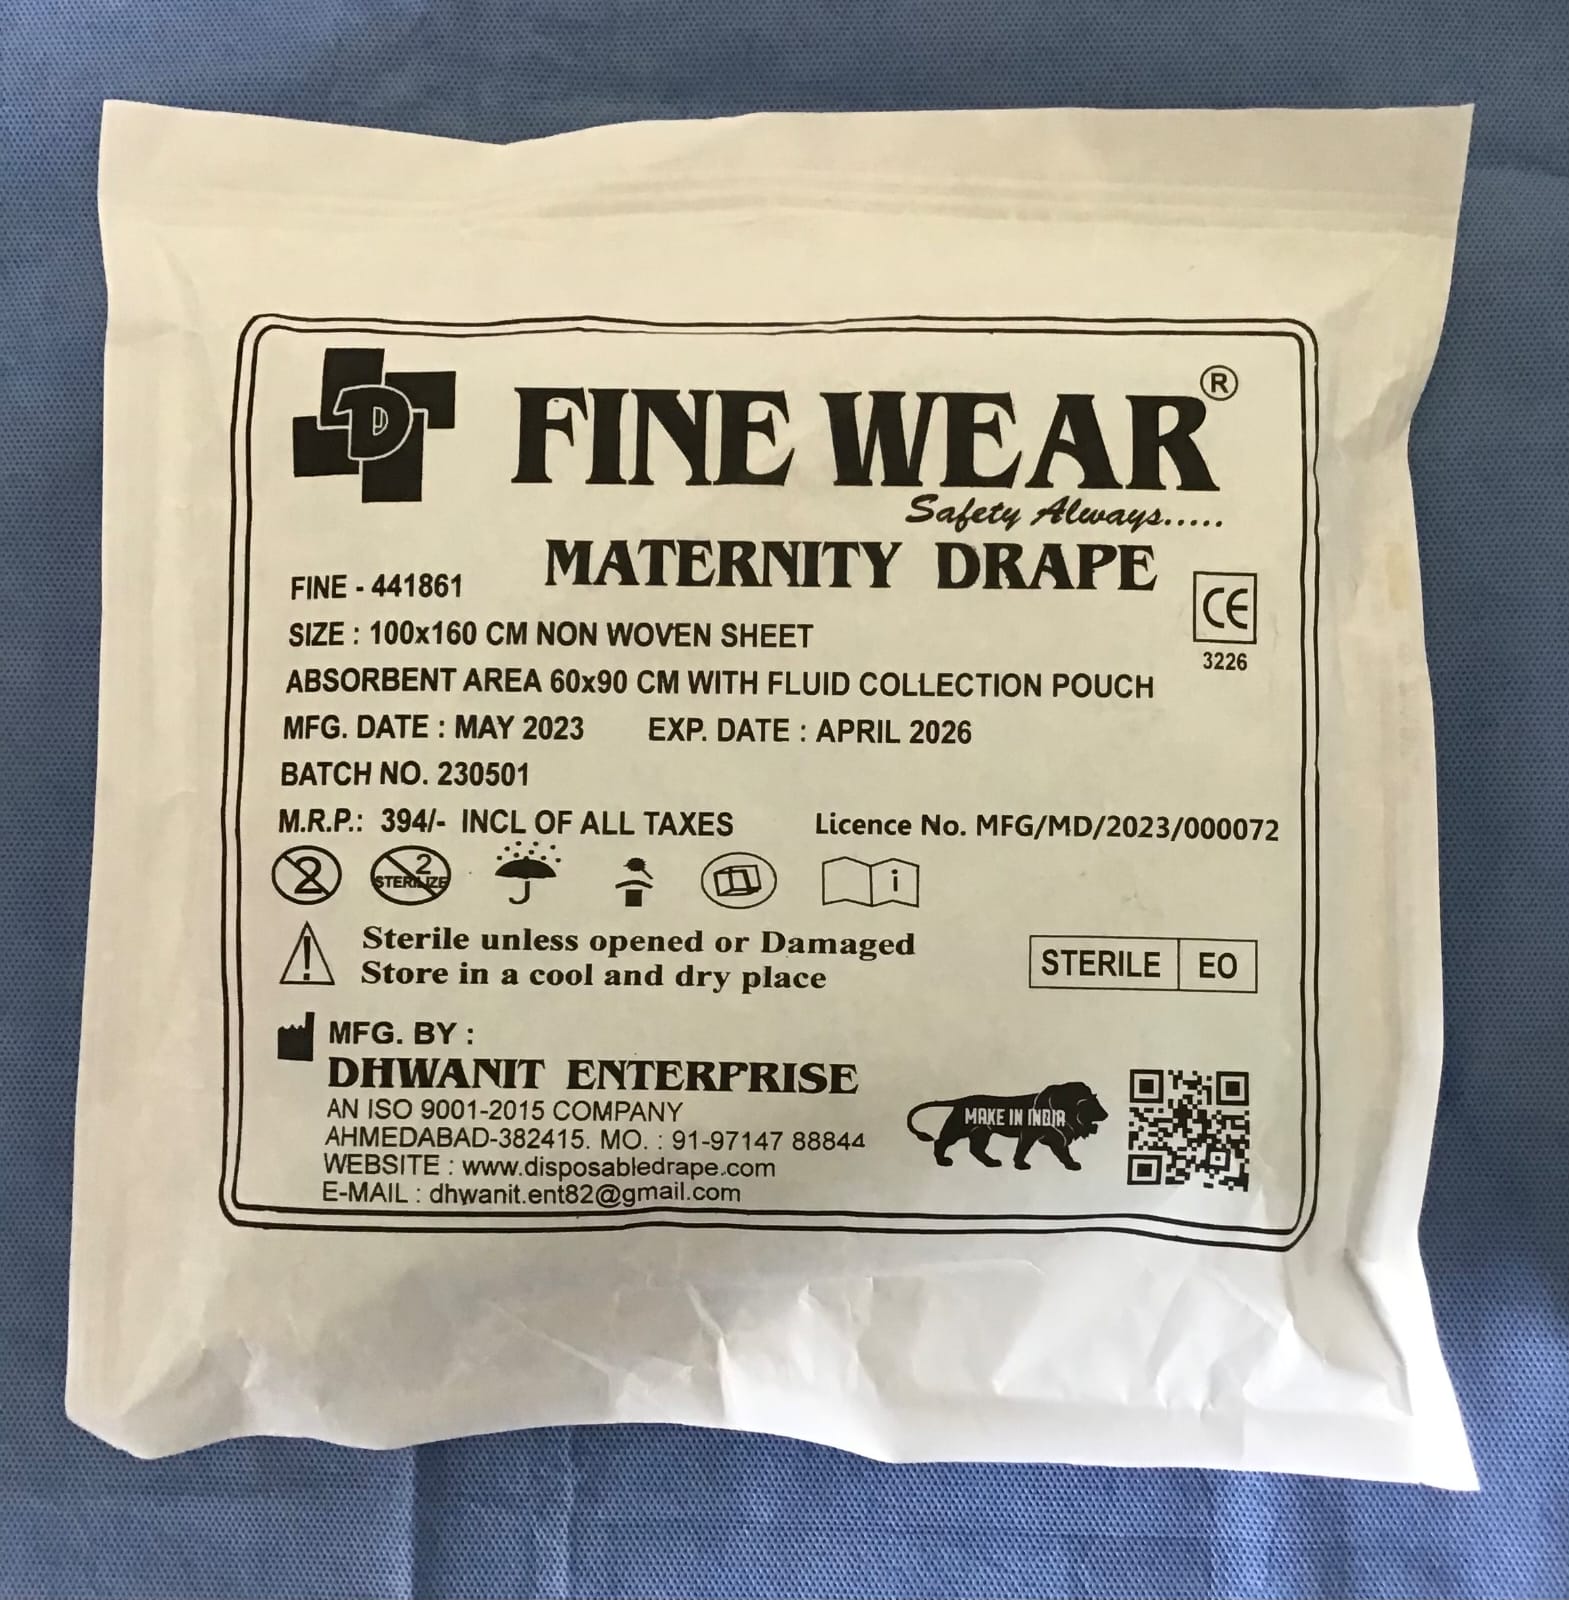 D
FINE WEAR®
Safety Always.....
MATERNITY DRAPE
FINE - 441861
CE
3226
SIZE : 100x160 CM NON WOVEN SHEET
ABSORBENT AREA 60x90 CM WITH FLUID COLLECTION POUCH
MFG. DATE : MAY 2023 EXP. DATE : APRIL 2026
BATCH NO. 230501
M.R.P.: 394/- INCL OF ALL TAXES Licence No. MFG/MD/2023/000072
2 2 STERILIZE i
! Sterile unless opened or Damaged
Store in a cool and dry place
STERILE EO
MFG. BY :
DHWANIT ENTERPRISE
AN ISO 9001-2015 COMPANY
AHMEDABAD-382415. MO. : 91-97147 88844
WEBSITE : www.disposabledrape.com
E-MAIL : dhwanit.ent82@gmail.com
MAKE IN INDIA